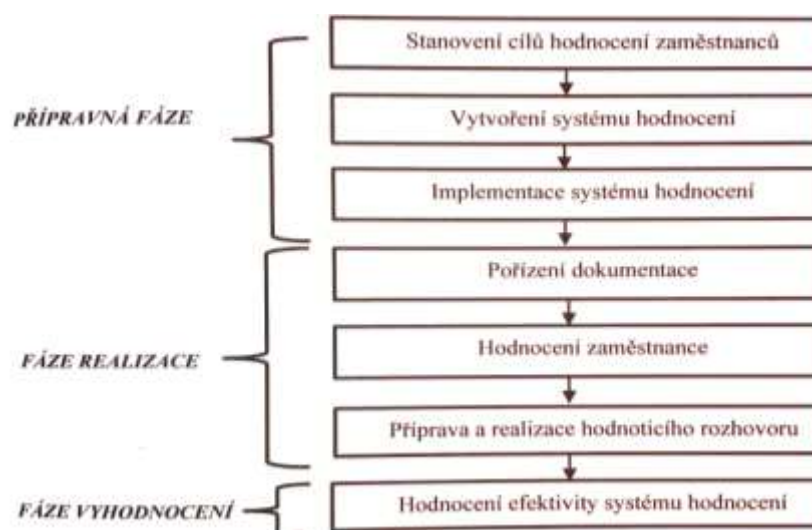 Stanovení cílů hodnocení zaměstnanců
PŘÍPRAVNÁ FÁZE
Vytvoření systému hodnocení
Implementace systému hodnocení
Pořízení dokumentace
FÁZE REALIZACE
Hodnocení zaměstnance
Příprava a realizace hodnoticího rozhovoru
FÁZE VYHODNOCENÍ
Hodnocení efektivity systému hodnocení